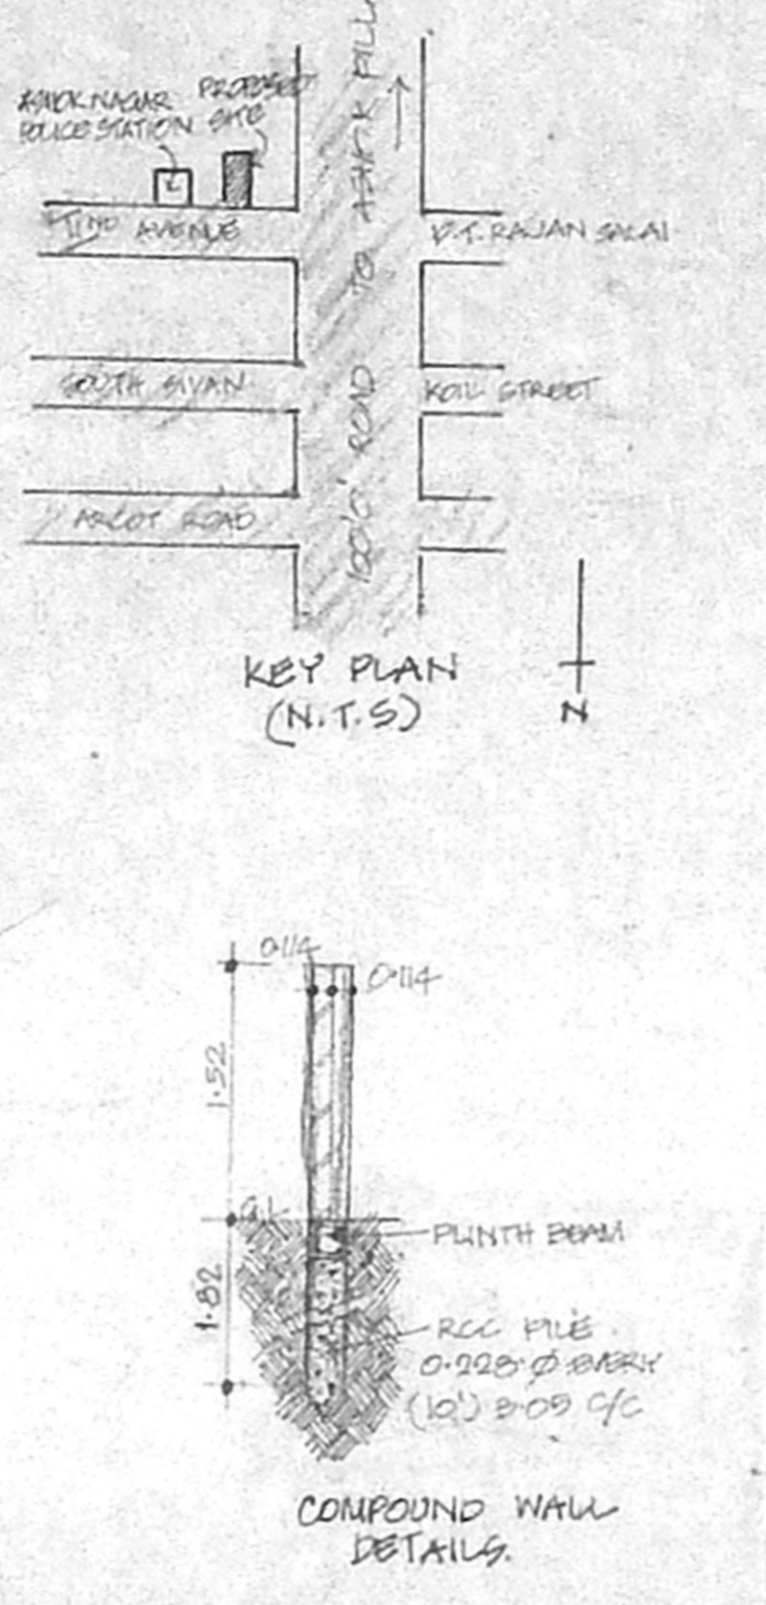 ASHOK NAGAR
POLICE STATION
PROPOSED
SITE
100'0" ROAD TO ASHOK PILL
IInd AVENUE
P.T. RAJAN SALAI
SOUTH SIVAN
KOIL STREET
ARCOT ROAD
KEY PLAN
(N.T.S)
N
0.114
0.114
1.52
G.L
1.82
PLINTH BEAM
RCC PILE
0.228 Ø EVERY
(10') 3.05 C/C
COMPOUND WALL
DETAILS.